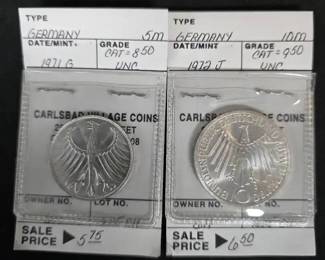 TYPE
GERMANY 5m
DATE/MINT. GRADE
CAT=8.50
1971 G UNC
CARLSBAD VILLAGE COINS
OWNER NO. LOT NO.
SALE
PRICE ▶ 5.75
TYPE
GERMANY 10m
DATE/MINT. GRADE
CAT=9.50
1972 J UNC
CARLSBAD VILLAGE COINS
OWNER NO.
SALE
PRICE ▶ 6.50